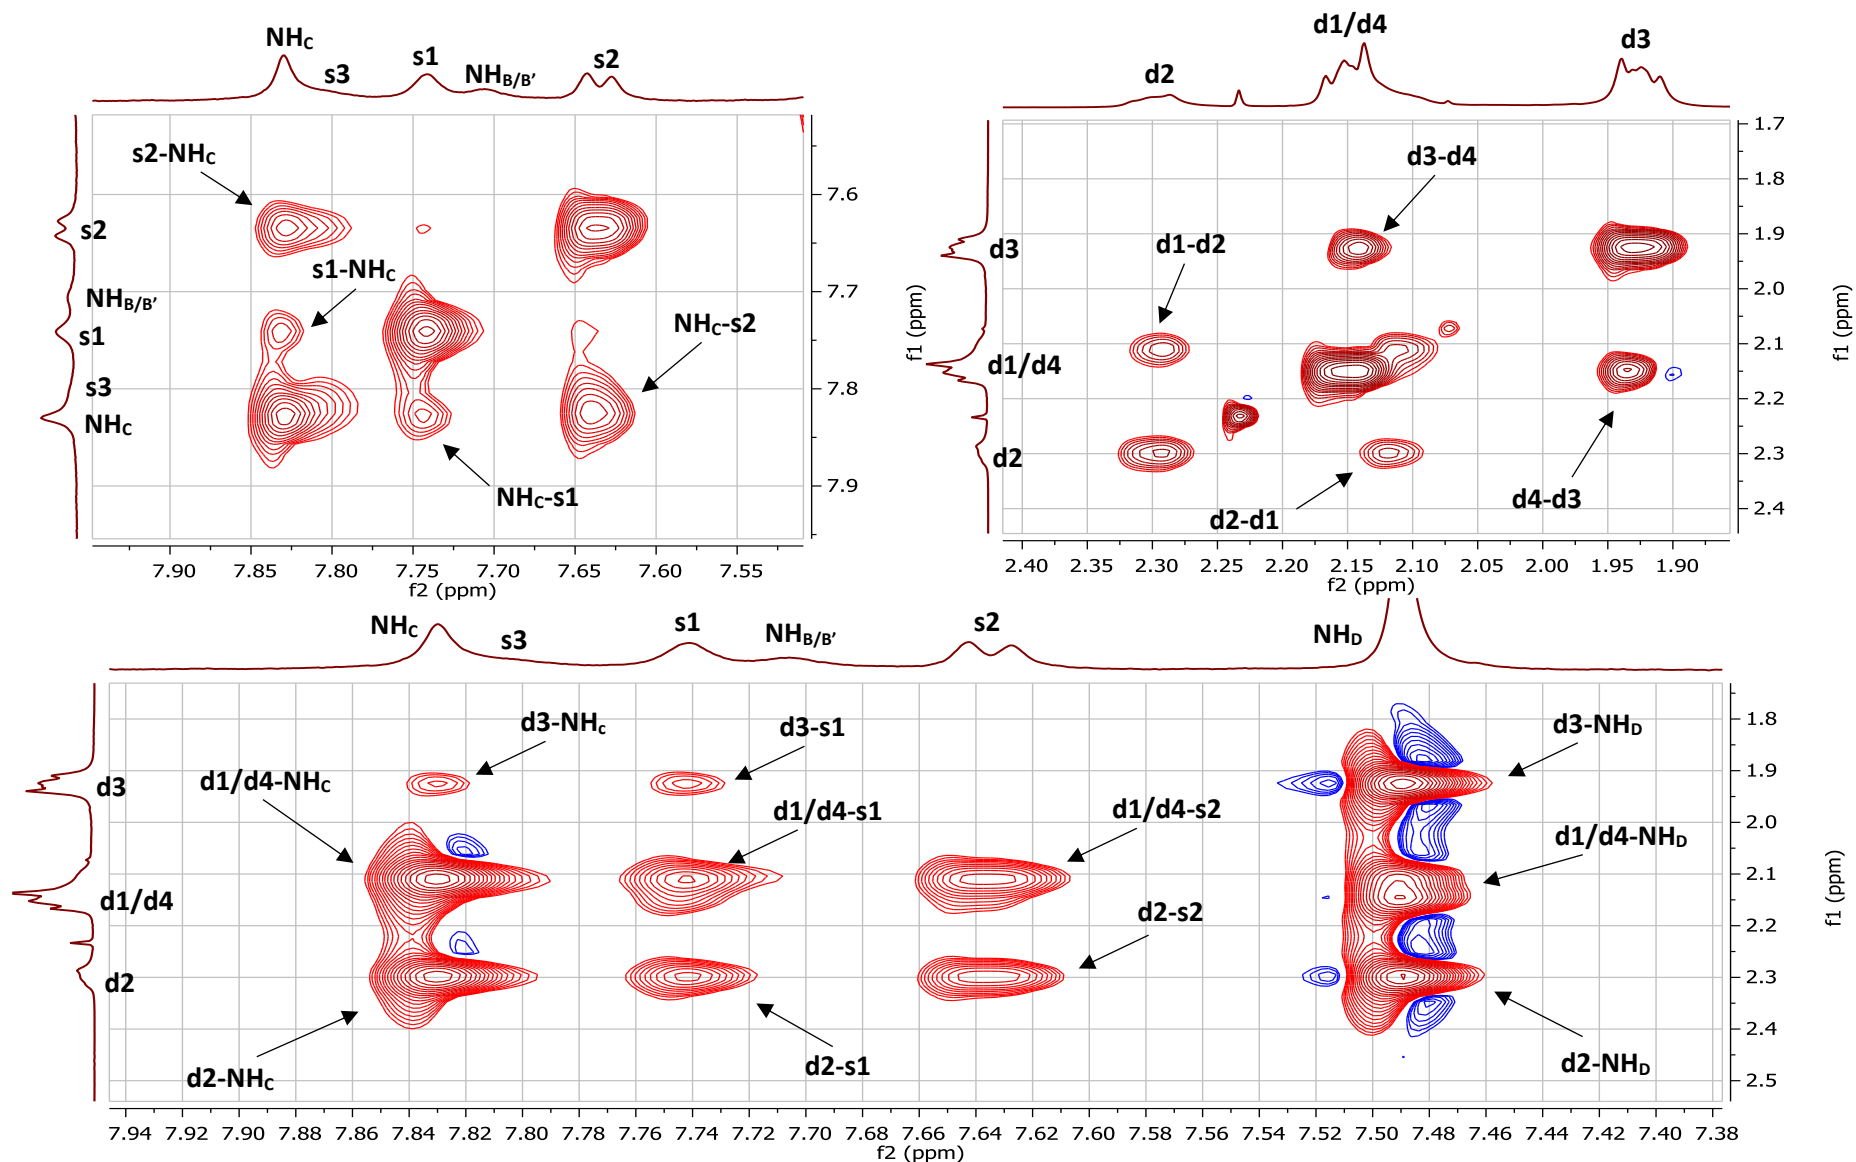 NHC
s3
s1
NHB/B'
s2
s2-NHC
s1-NHC
NHC-s2
NHC-s1
s2
NHB/B'
s1
s3
NHC
7.6
7.7
7.8
7.9
f1 (ppm)
7.90 7.85 7.80 7.75 7.70 7.65 7.60 7.55
f2 (ppm)
d2
d1/d4
d3
d3-d4
d1-d2
d2-d1
d4-d3
d3
d1/d4
d2
1.7
1.8
1.9
2.0
2.1
2.2
2.3
2.4
f1 (ppm)
2.40 2.35 2.30 2.25 2.20 2.15 2.10 2.05 2.00 1.95 1.90
f2 (ppm)
NHC
s3
s1
NHB/B'
s2
NHD
d3-NHc
d3-s1
d3-NHD
d1/d4-NHC
d1/d4-s1
d1/d4-s2
d1/d4-NHD
d2-s2
d2-NHC
d2-s1
d2-NHD
d3
d1/d4
d2
1.8
1.9
2.0
2.1
2.2
2.3
2.4
2.5
f1 (ppm)
7.94 7.92 7.90 7.88 7.86 7.84 7.82 7.80 7.78 7.76 7.74 7.72 7.70 7.68 7.66 7.64 7.62 7.60 7.58 7.56 7.54 7.52 7.50 7.48 7.46 7.44 7.42 7.40 7.38
f2 (ppm)